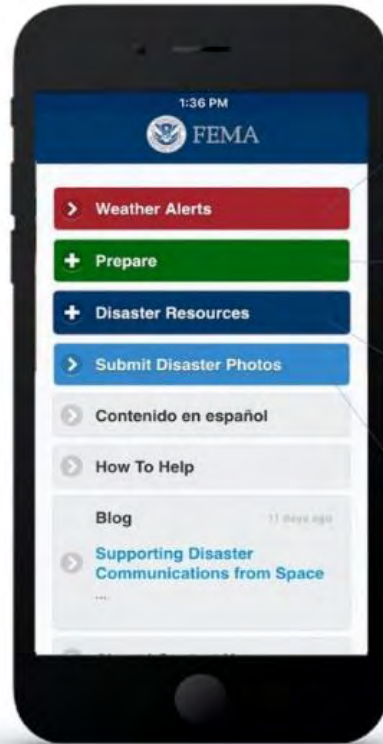 1:36 PM
FEMA
Weather Alerts
Prepare
Disaster Resources
Submit Disaster Photos
Contenido en español
How To Help
Blog 11 days ago
Supporting Disaster
Communications from Space
...